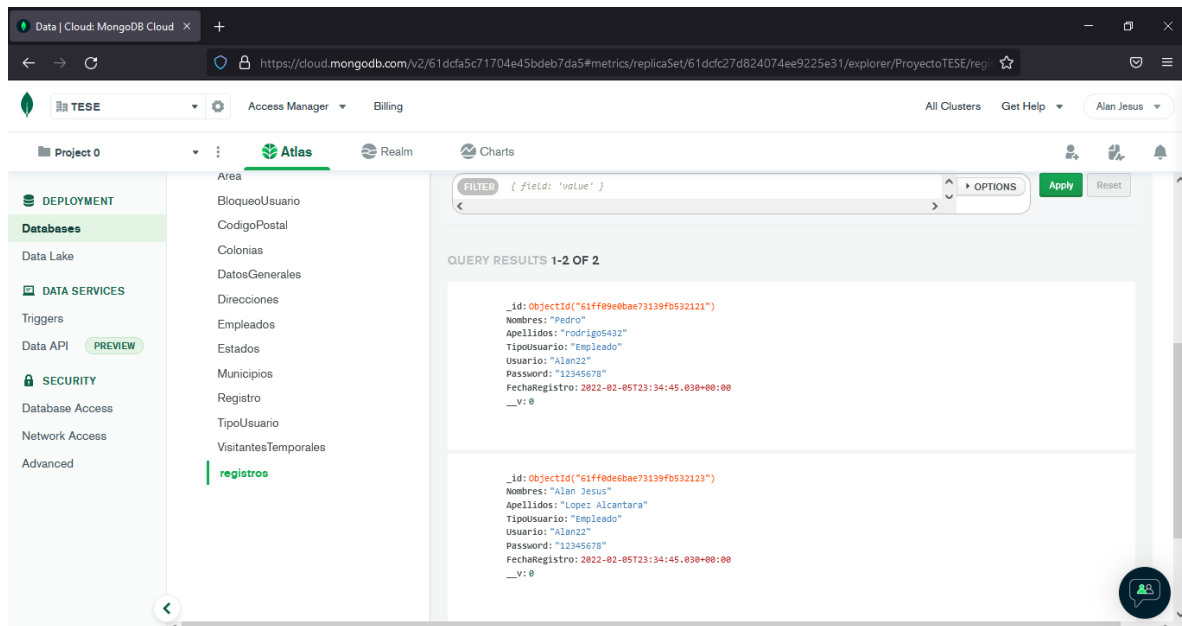 Data | Cloud: MongoDB Cloud
https://cloud.mongodb.com/v2/61dcfa5c71704e45bdeb7da5#metrics/replicaSet/61dcfc27d824074ee9225e31/explorer/ProyectoTESE/regi
TESE
Access Manager
Billing
All Clusters
Get Help
Alan Jesus
Project 0
Atlas
Realm
Charts
DEPLOYMENT
Databases
Data Lake
DATA SERVICES
Triggers
Data API PREVIEW
SECURITY
Database Access
Network Access
Advanced
Area
BloqueoUsuario
CodigoPostal
Colonias
DatosGenerales
Direcciones
Empleados
Estados
Municipios
Registro
TipoUsuario
VisitantesTemporales
registros
FILTER { field: 'value' }
OPTIONS
Apply
Reset
QUERY RESULTS 1-2 OF 2
_id: ObjectId("61ff09e0bae73139fb532121")
Nombres: "Pedro"
Apellidos: "rodrigo5432"
TipoUsuario: "Empleado"
Usuario: "Alan22"
Password: "12345678"
FechaRegistro: 2022-02-05T23:34:45.030+00:00
__v: 0
_id: ObjectId("61ff0de6bae73139fb532123")
Nombres: "Alan Jesus"
Apellidos: "Lopez Alcantara"
TipoUsuario: "Empleado"
Usuario: "Alan22"
Password: "12345678"
FechaRegistro: 2022-02-05T23:34:45.030+00:00
__v: 0